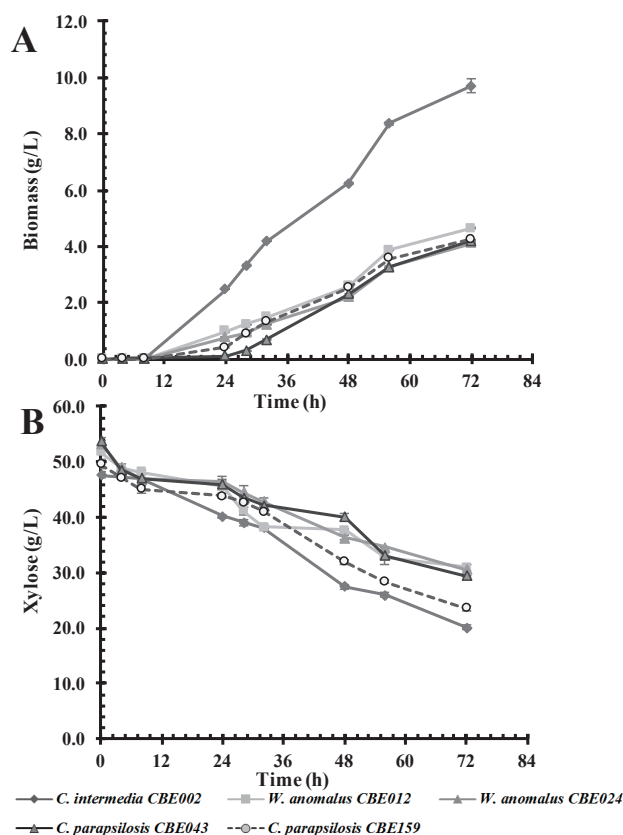 A
12.0
10.0
8.0
6.0
4.0
2.0
0.0
Biomass (g/L)
0 12 24 36 48 60 72 84
Time (h)
B
60.0
50.0
40.0
30.0
20.0
10.0
0.0
Xylose (g/L)
0 12 24 36 48 60 72 84
Time (h)
C. intermedia CBE002 W. anomalus CBE012 W. anomalus CBE024
C. parapsilosis CBE043 C. parapsilosis CBE159